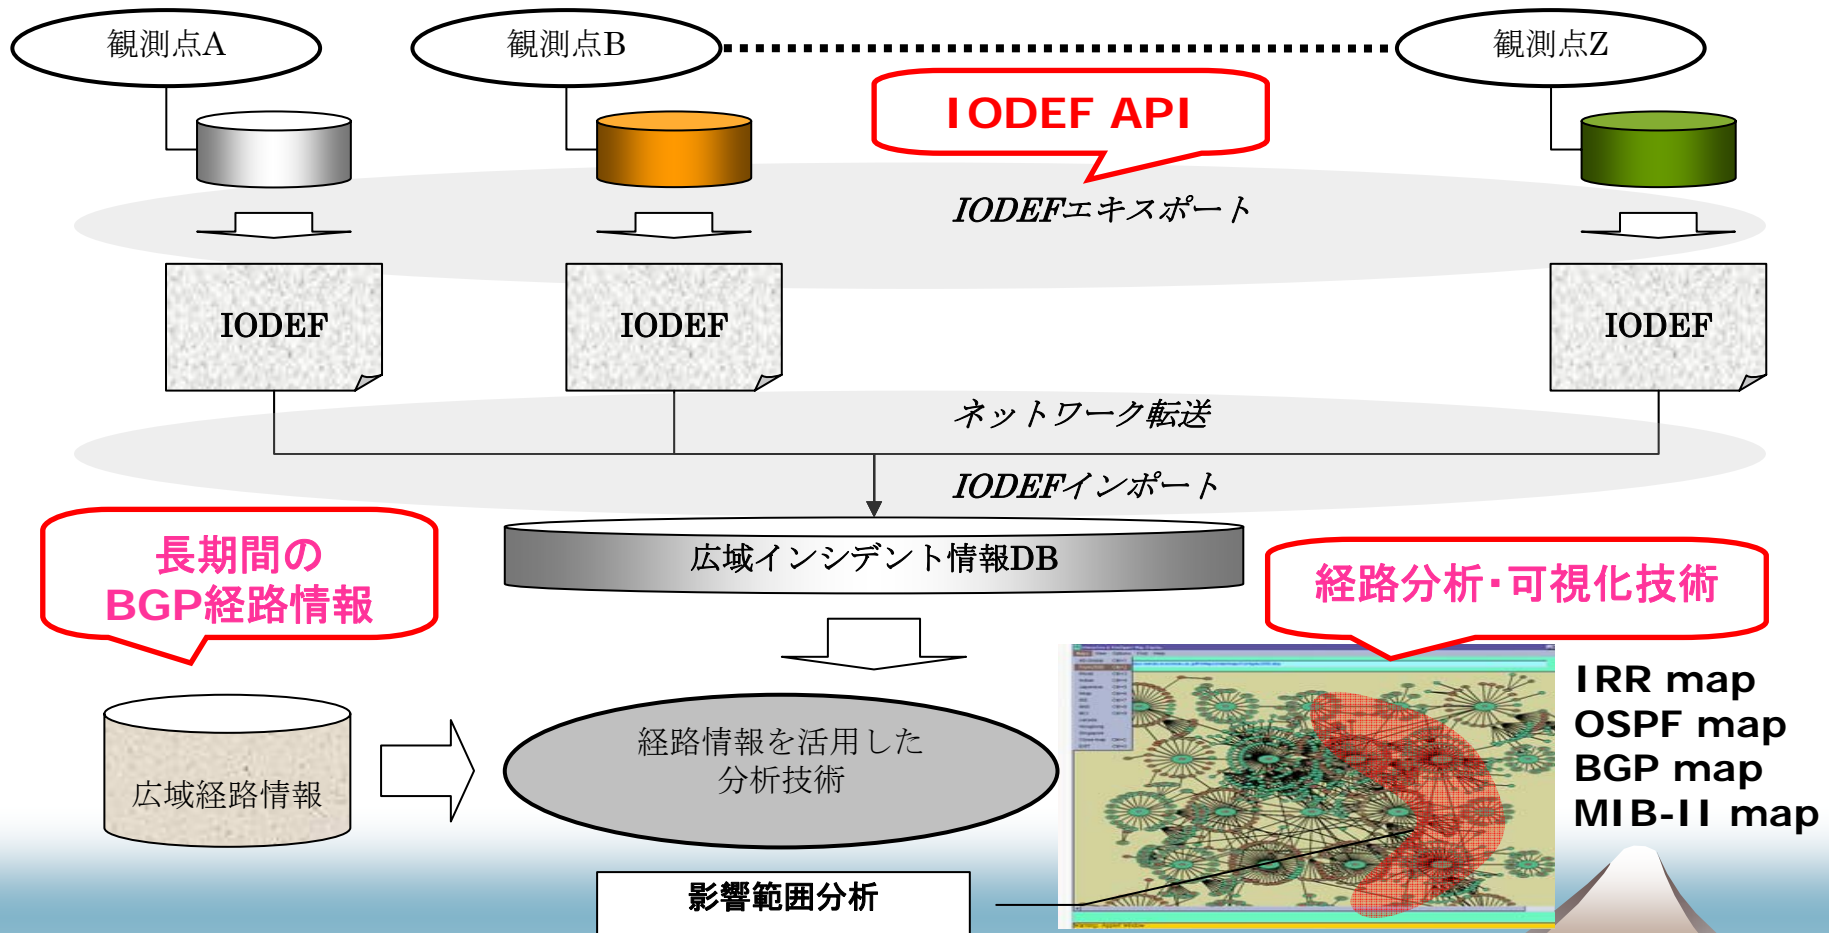 観測点A
観測点B
観測点Z
IODEF API
IODEFエキスポート
IODEF
IODEF
IODEF
ネットワーク転送
IODEFインポート
長期間の
BGP経路情報
広域インシデント情報DB
経路分析・可視化技術
広域経路情報
経路情報を活用した
分析技術
IRR map
OSPF map
BGP map
MIB-II map
影響範囲分析